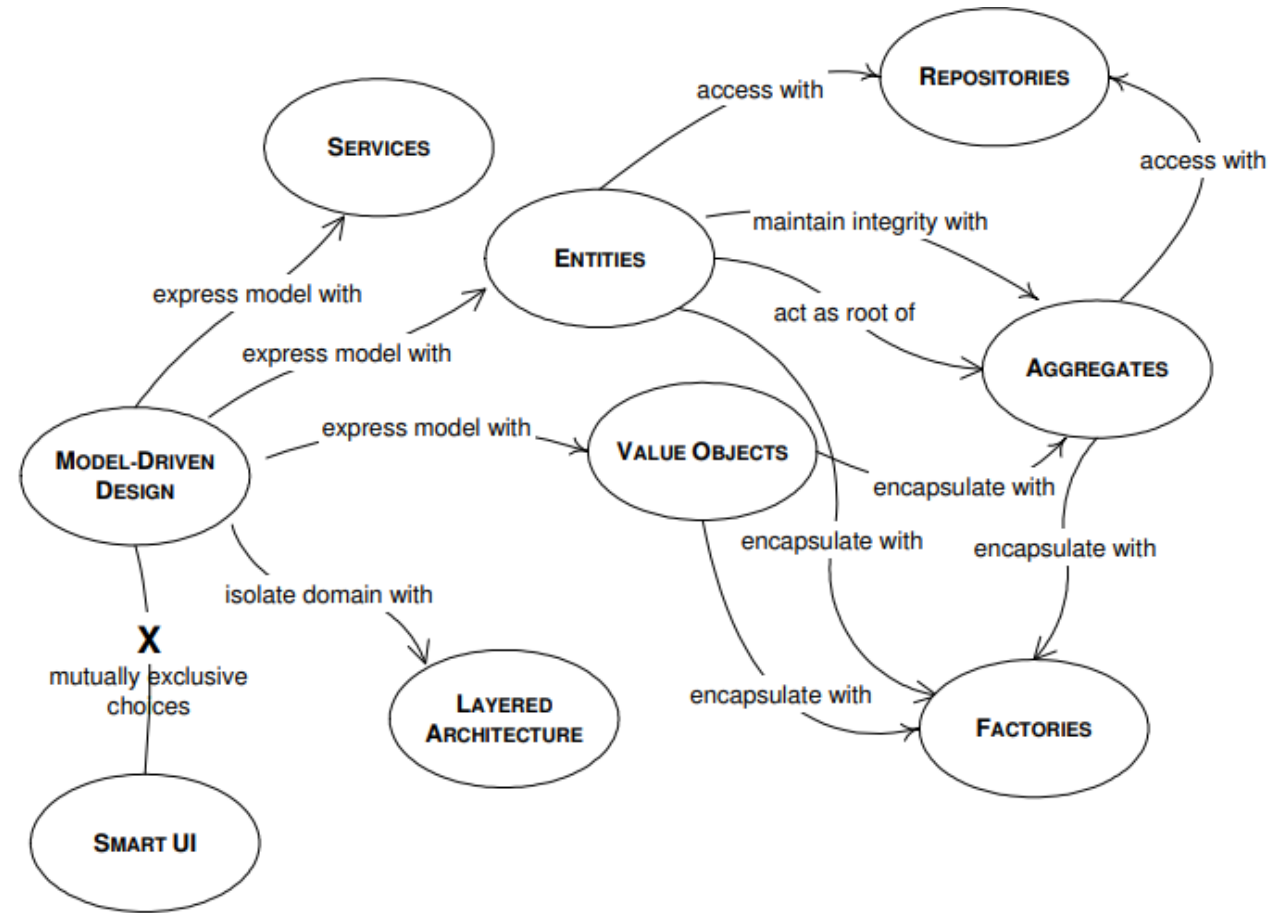 REPOSITORIES
access with
SERVICES
access with
maintain integrity with
ENTITIES
express model with
act as root of
express model with
AGGREGATES
express model with
VALUE OBJECTS
MODEL-DRIVEN
DESIGN
encapsulate with
encapsulate with
encapsulate with
isolate domain with
X
mutually exclusive
choices
encapsulate with
LAYERED
ARCHITECTURE
FACTORIES
SMART UI